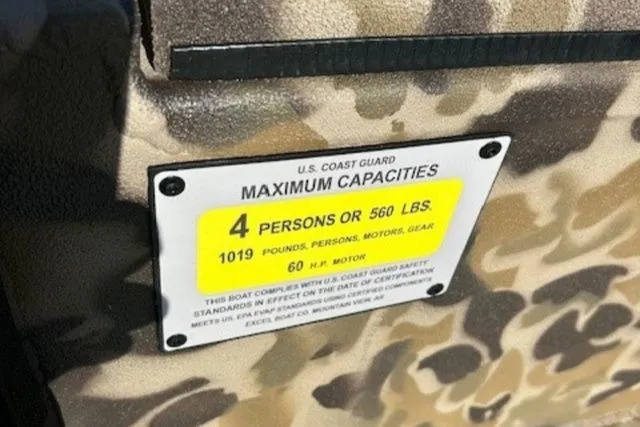 U.S. COAST GUARD
MAXIMUM CAPACITIES
4 PERSONS OR 560 LBS.
1019 POUNDS, PERSONS, MOTORS, GEAR
60 H.P. MOTOR
THIS BOAT COMPLIES WITH U.S. COAST GUARD SAFETY
STANDARDS IN EFFECT ON THE DATE OF CERTIFICATION
MEETS US. EPA EVAP STANDARDS USING CERTIFIED COMPONENTS
EXCEL BOAT CO. MOUNTAIN VIEW, AR